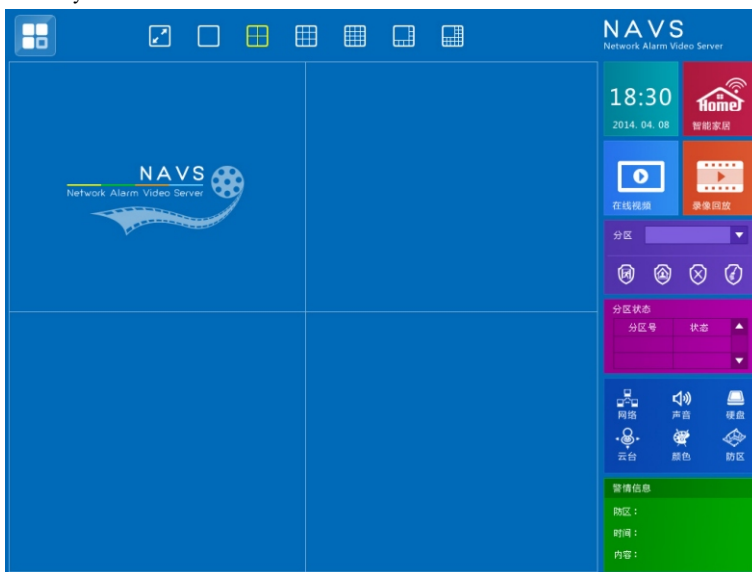 NAVS
Network Alarm Video Server
NAVS
Network Alarm Video Server
18:30
2014. 04. 08
Home
智能家居
在线视频
录像回放
分区
分区状态
分区号 状态
网络 声音 硬盘
云台 颜色 防区
警情信息
防区：
时间：
内容：